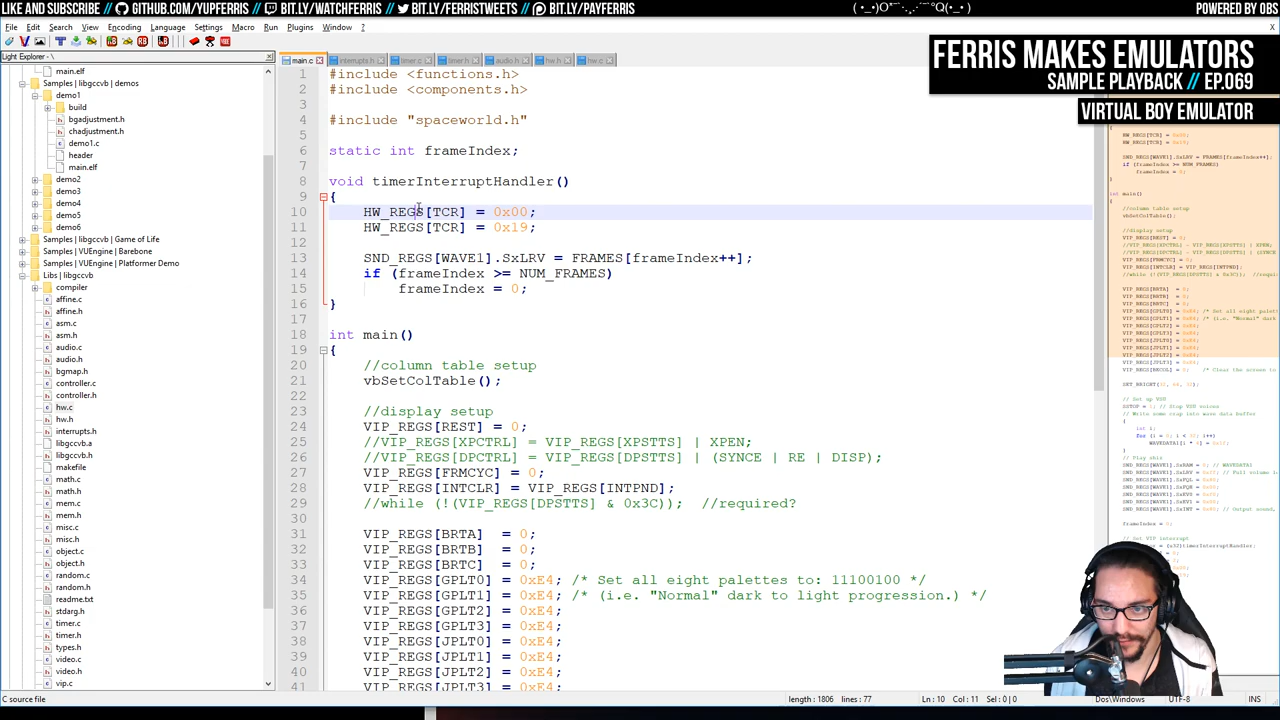 LIKE AND SUBSCRIBE // GITHUB.COM/YUPFERRIS // BIT.LY/WATCHFERRIS // BIT.LY/FERRISTWEETS // BIT.LY/PAYFERRIS
POWERED BY OBS
File Edit Search View Encoding Language Settings Macro Run Plugins Window ?
FERRIS MAKES EMULATORS
SAMPLE PLAYBACK // EP.069
VIRTUAL BOY EMULATOR
Light Explorer
main.c interrupts.h timer.c timer.h audio.h hw.h hw.c
main.elf
Samples | libgccvb | demos
demo1
build
bgadjustment.h
chadjustment.h
demo1.c
header
main.elf
demo2
demo3
demo4
demo5
demo6
Samples | libgccvb | Game of Life
Samples | VUEngine | Barebone
Samples | VUEngine | Platformer Demo
Libs | libgccvb
compiler
affine.c
affine.h
asm.c
asm.h
audio.c
audio.h
bgmap.h
controller.c
controller.h
hw.c
hw.h
interrupts.h
libgccvb.a
libgccvb.h
makefile
math.c
math.h
mem.c
mem.h
misc.c
misc.h
object.c
object.h
random.c
random.h
readme.txt
stdarg.h
timer.c
timer.h
types.h
video.c
video.h
vip.c
1 #include <functions.h>
2 #include <components.h>
3
4 #include "spaceworld.h"
5
6 static int frameIndex;
7
8 void timerInterruptHandler()
9 {
10 HW_REGS[TCR] = 0x00;
11 HW_REGS[TCR] = 0x19;
12
13 SND_REGS[WAVE1].SxLRV = FRAMES[frameIndex++];
14 if (frameIndex >= NUM_FRAMES)
15 frameIndex = 0;
16 }
17
18 int main()
19 {
20 //column table setup
21 vbSetColTable();
22
23 //display setup
24 VIP_REGS[REST] = 0;
25 //VIP_REGS[XPCTRL] = VIP_REGS[XPSTTS] | XPEN;
26 //VIP_REGS[DPCTRL] = VIP_REGS[DPSTTS] | (SYNCE | RE | DISP);
27 VIP_REGS[FRMCYC] = 0;
28 VIP_REGS[INTCLR] = VIP_REGS[INTPND];
29 //while (!(VIP_REGS[DPSTTS] & 0x3C)); //required?
30
31 VIP_REGS[BRTA] = 0;
32 VIP_REGS[BRTB] = 0;
33 VIP_REGS[BRTC] = 0;
34 VIP_REGS[GPLT0] = 0xE4; /* Set all eight palettes to: 11100100 */
35 VIP_REGS[GPLT1] = 0xE4; /* (i.e. "Normal" dark to light progression.) */
36 VIP_REGS[GPLT2] = 0xE4;
37 VIP_REGS[GPLT3] = 0xE4;
38 VIP_REGS[JPLT0] = 0xE4;
39 VIP_REGS[JPLT1] = 0xE4;
40 VIP_REGS[JPLT2] = 0xE4;
41 VIP_REGS[JPLT3] = 0xE4;
C source file
length : 1806 lines : 77
Ln : 10 Col : 11 Sel : 0 | 0
Dos\Windows
UTF-8
INS